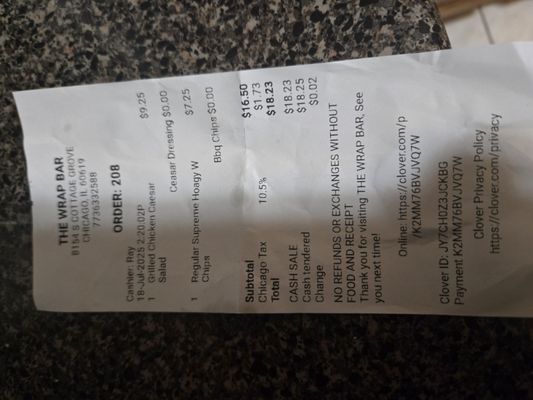 THE WRAP BAR
8154 S COTTAGE GROVE
CHICAGO, IL 60619
7736332588
ORDER: 208
Cashier: Ray
18-Jul-2025 2:20:02P
1 Grilled Chicken Caesar Salad $9.25
Ceasar Dressing $0.00
1 Regular Supreme Hoagy W Chips $7.25
Bbq Chips $0.00
Subtotal $16.50
Chicago Tax 10.5% $1.73
Total $18.23
CASH SALE $18.23
Cash tendered $18.25
Change $0.02
NO REFUNDS OR EXCHANGES WITHOUT
FOOD AND RECEIPT
Thank you for visiting THE WRAP BAR, See
you next time!
Online: https://clover.com/p
/K2MM76BVJVQ7W
Clover ID: JY7CH0Z3JCKBG
Payment K2MM76BVJVQ7W
Clover Privacy Policy
https://clover.com/privacy